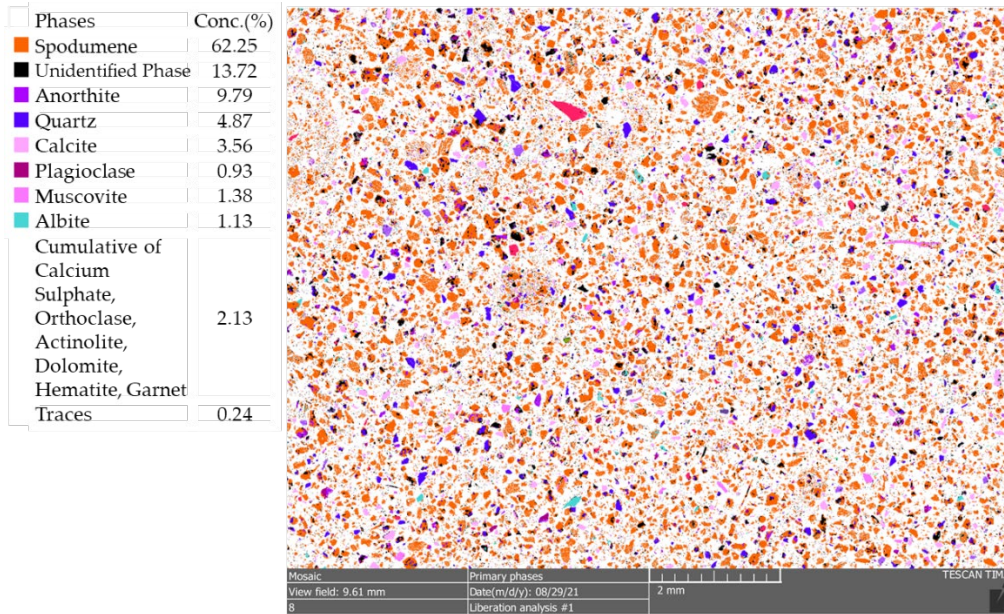 Phases Conc.(%)
Spodumene 62.25
Unidentified Phase 13.72
Anorthite 9.79
Quartz 4.87
Calcite 3.56
Plagioclase 0.93
Muscovite 1.38
Albite 1.13
Cumulative of
Calcium
Sulphate,
Orthoclase,
Actinolite,
Dolomite,
Hematite, Garnet
2.13
Traces 0.24
Mosaic Primary phases TESCAN TIM
View field: 9.61 mm Date(m/d/y): 08/29/21 2 mm
8 Liberation analysis #1